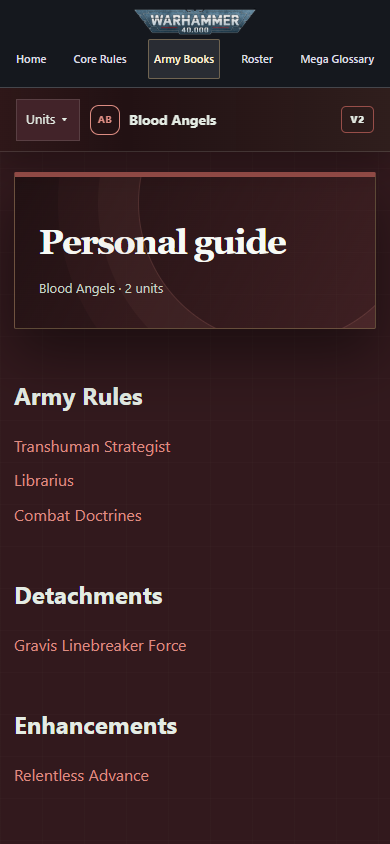 WARHAMMER
40,000
Home Core Rules Army Books Roster Mega Glossary
Units AB Blood Angels V2
Personal guide
Blood Angels · 2 units
Army Rules
Transhuman Strategist
Librarius
Combat Doctrines
Detachments
Gravis Linebreaker Force
Enhancements
Relentless Advance